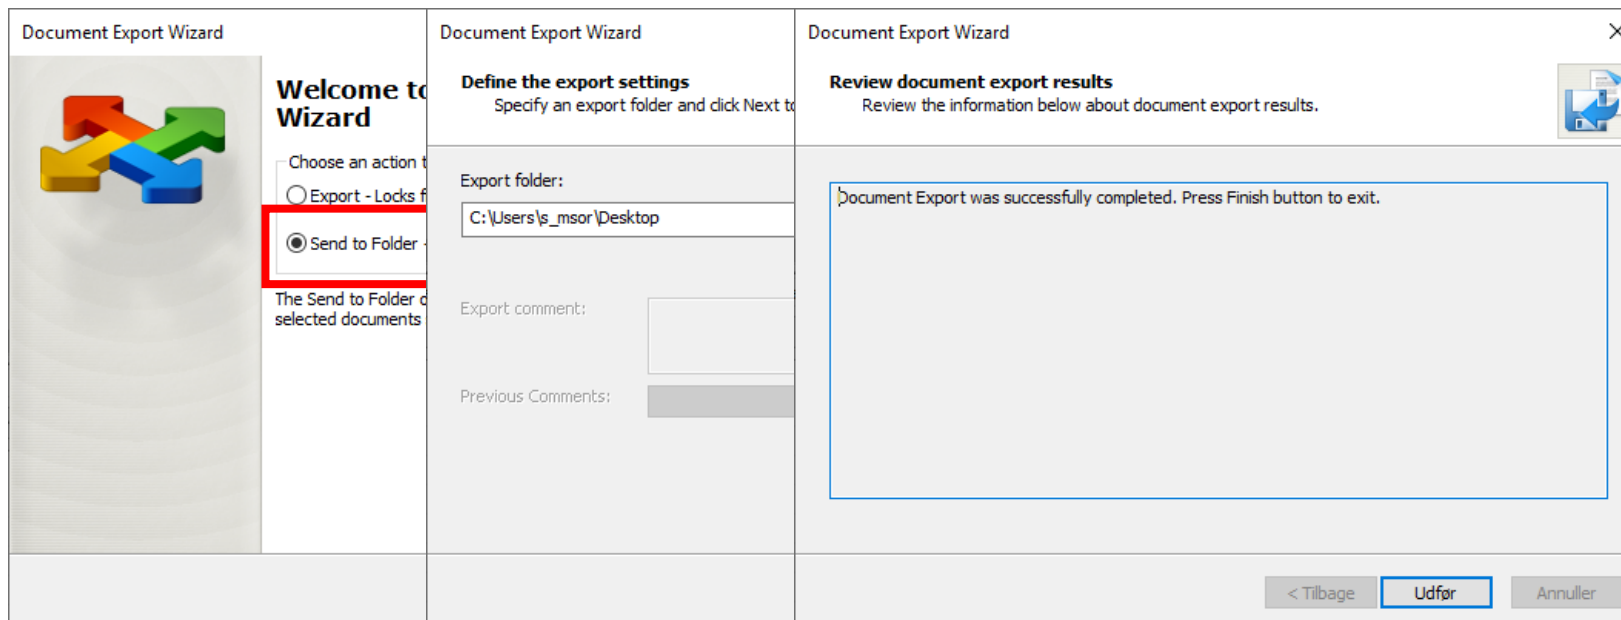 Document Export Wizard
Welcome to
Wizard
Choose an action
Export - Locks
Send to Folder -
The Send to Folder
selected documents
Document Export Wizard
Define the export settings
Specify an export folder and click Next to
Export folder:
C:\Users\s_msor\Desktop
Export comment:
Previous Comments:
Document Export Wizard
Review document export results
Review the information below about document export results.
Document Export was successfully completed. Press Finish button to exit.
< Tilbage
Udfør
Annuller